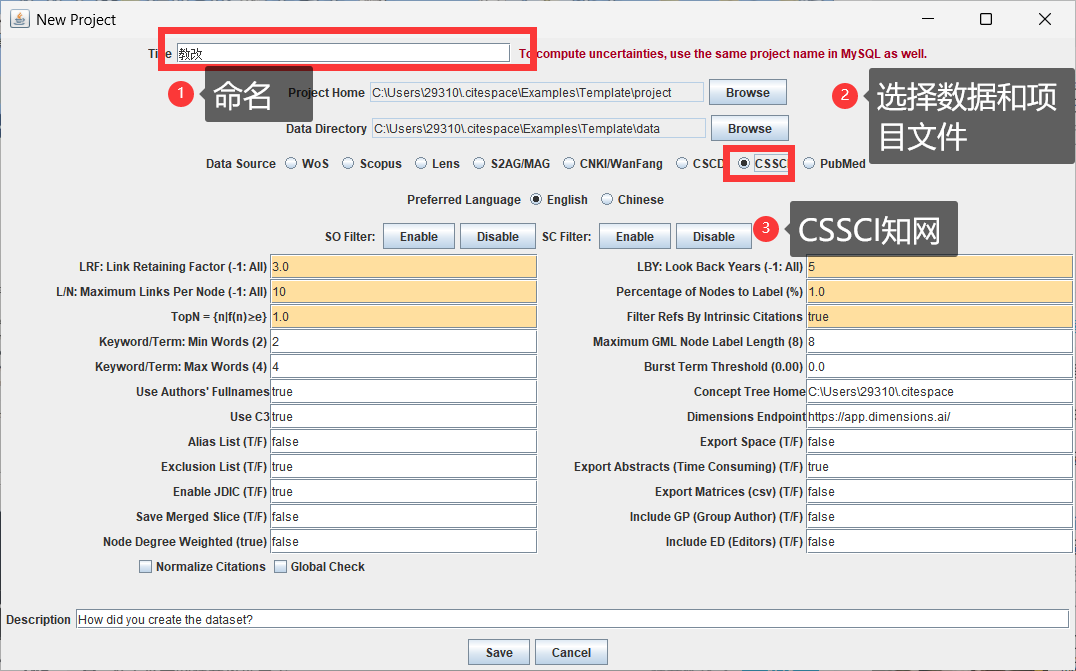 New Project
Title 教改 To compute uncertainties, use the same project name in MySQL as well.
1 命名
Project Home C:\Users\29310\.citespace\Examples\Template\project Browse
2 选择数据和项
目文件
Data Directory C:\Users\29310\.citespace\Examples\Template\data Browse
Data Source WoS Scopus Lens S2AG/MAG CNKI/WanFang CSCD CSSC PubMed
Preferred Language English Chinese
SO Filter: Enable Disable SC Filter: Enable Disable
3 CSSCI知网
LRF: Link Retaining Factor (-1: All) 3.0 LBY: Look Back Years (-1: All) 5
L/N: Maximum Links Per Node (-1: All) 10 Percentage of Nodes to Label (%) 1.0
TopN = {n|f(n)≥e} 1.0 Filter Refs By Intrinsic Citations true
Keyword/Term: Min Words (2) 2 Maximum GML Node Label Length (8) 8
Keyword/Term: Max Words (4) 4 Burst Term Threshold (0.00) 0.0
Use Authors' Fullnames true Concept Tree Home C:\Users\29310\.citespace
Use C3 true Dimensions Endpoint https://app.dimensions.ai/
Alias List (T/F) false Export Space (T/F) false
Exclusion List (T/F) true Export Abstracts (Time Consuming) (T/F) true
Enable JDIC (T/F) true Export Matrices (csv) (T/F) false
Save Merged Slice (T/F) false Include GP (Group Author) (T/F) false
Node Degree Weighted (true) false Include ED (Editors) (T/F) false
Normalize Citations Global Check
Description How did you create the dataset?
Save Cancel